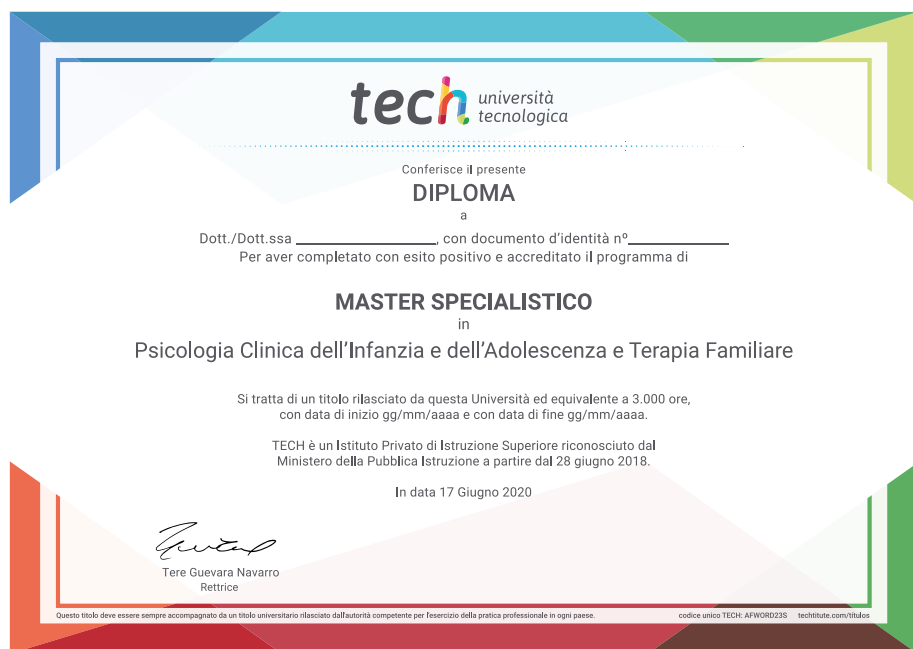 tech università
tecnologica
Conferisce il presente
DIPLOMA
a
Dott./Dott.ssa ________________, con documento d'identità nº____________
Per aver completato con esito positivo e accreditato il programma di
MASTER SPECIALISTICO
in
Psicologia Clinica dell'Infanzia e dell'Adolescenza e Terapia Familiare
Si tratta di un titolo rilasciato da questa Università ed equivalente a 3.000 ore,
con data di inizio gg/mm/aaaa e con data di fine gg/mm/aaaa.
TECH è un Istituto Privato di Istruzione Superiore riconosciuto dal
Ministero della Pubblica Istruzione a partire dal 28 giugno 2018.
In data 17 Giugno 2020
Tere Guevara Navarro
Rettrice
Questo titolo deve essere sempre accompagnato da un titolo universitario rilasciato dall'autorità competente per l'esercizio della pratica professionale in ogni paese. codice unico TECH: AFWORD23S techtitute.com/titulos